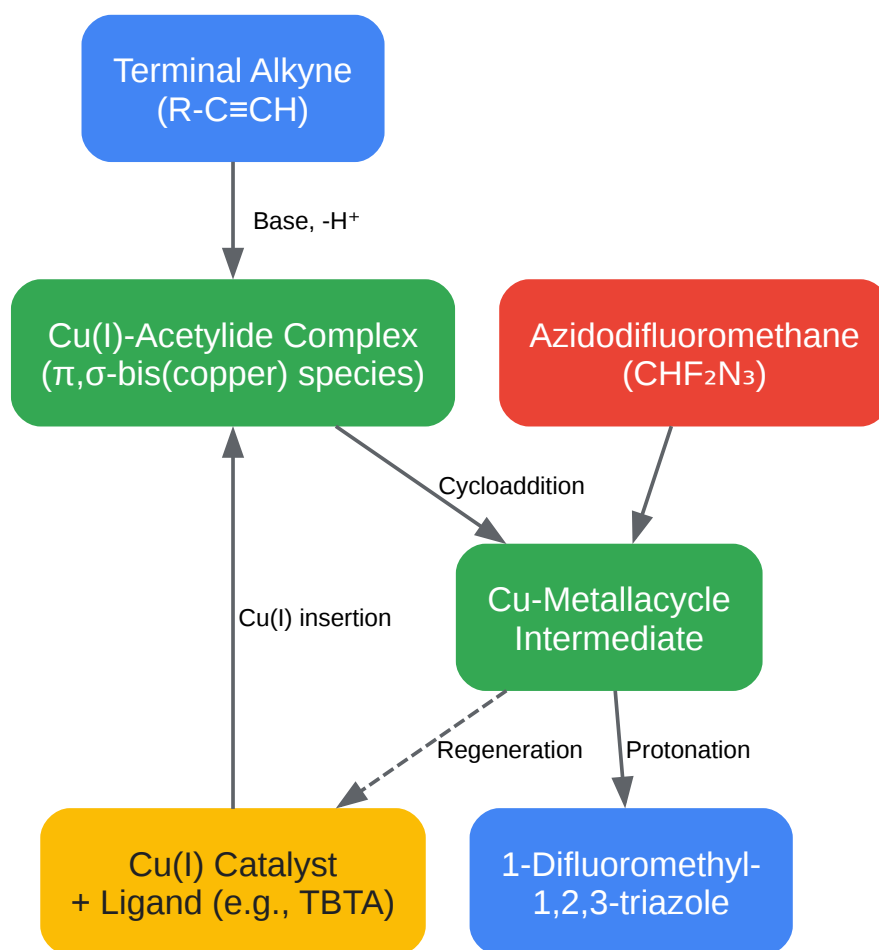 Terminal Alkyne
(R-C≡CH)
Base, -H⁺
Cu(I)-Acetylide Complex
(π,σ-bis(copper) species)
Azidodifluoromethane
(CHF₂N₃)
Cycloaddition
Cu-Metallacycle
Intermediate
Cu(I) insertion
Regeneration
Protonation
Cu(I) Catalyst
+ Ligand (e.g., TBTA)
1-Difluoromethyl-
1,2,3-triazole